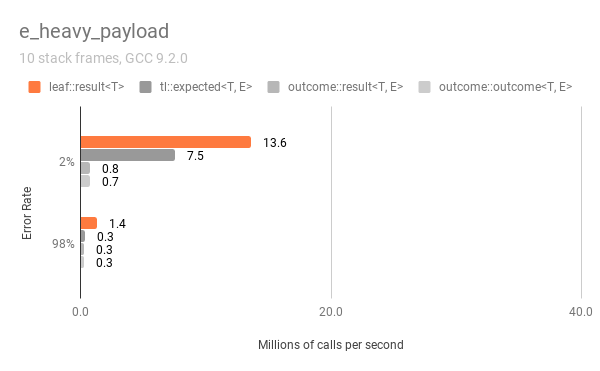 e_heavy_payload
10 stack frames, GCC 9.2.0
leaf::result<T> tl::expected<T, E> outcome::result<T, E> outcome::outcome<T, E>
13.6
2%
7.5
0.8
0.7
Error Rate
1.4
98%
0.3
0.3
0.3
0.0 20.0 40.0
Millions of calls per second